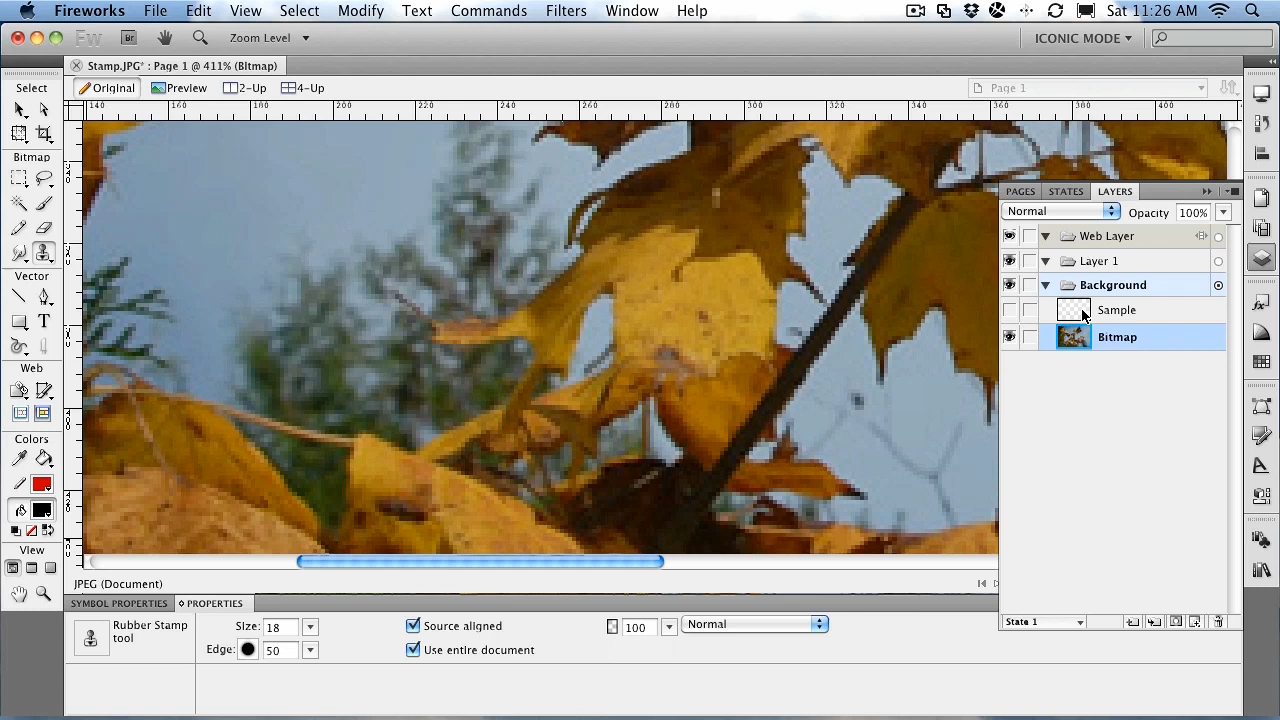 Fireworks File Edit View Select Modify Text Commands Filters Window Help Sat 11:26 AM
Fw Br Zoom Level ICONIC MODE
Stamp.JPG* : Page 1 @ 411% (Bitmap)
Select Original Preview 2-Up 4-Up Page 1
140 160 180 200 220 240 260 280 300 320 340 360 380 400
Bitmap
PAGES STATES LAYERS
Normal Opacity 100%
Web Layer
Layer 1
Vector Background
Sample
T
Bitmap
Web
Colors
View
JPEG (Document)
SYMBOL PROPERTIES PROPERTIES
State 1
Rubber Stamp tool Size: 18 Source aligned 100 Normal
Edge: 50 Use entire document